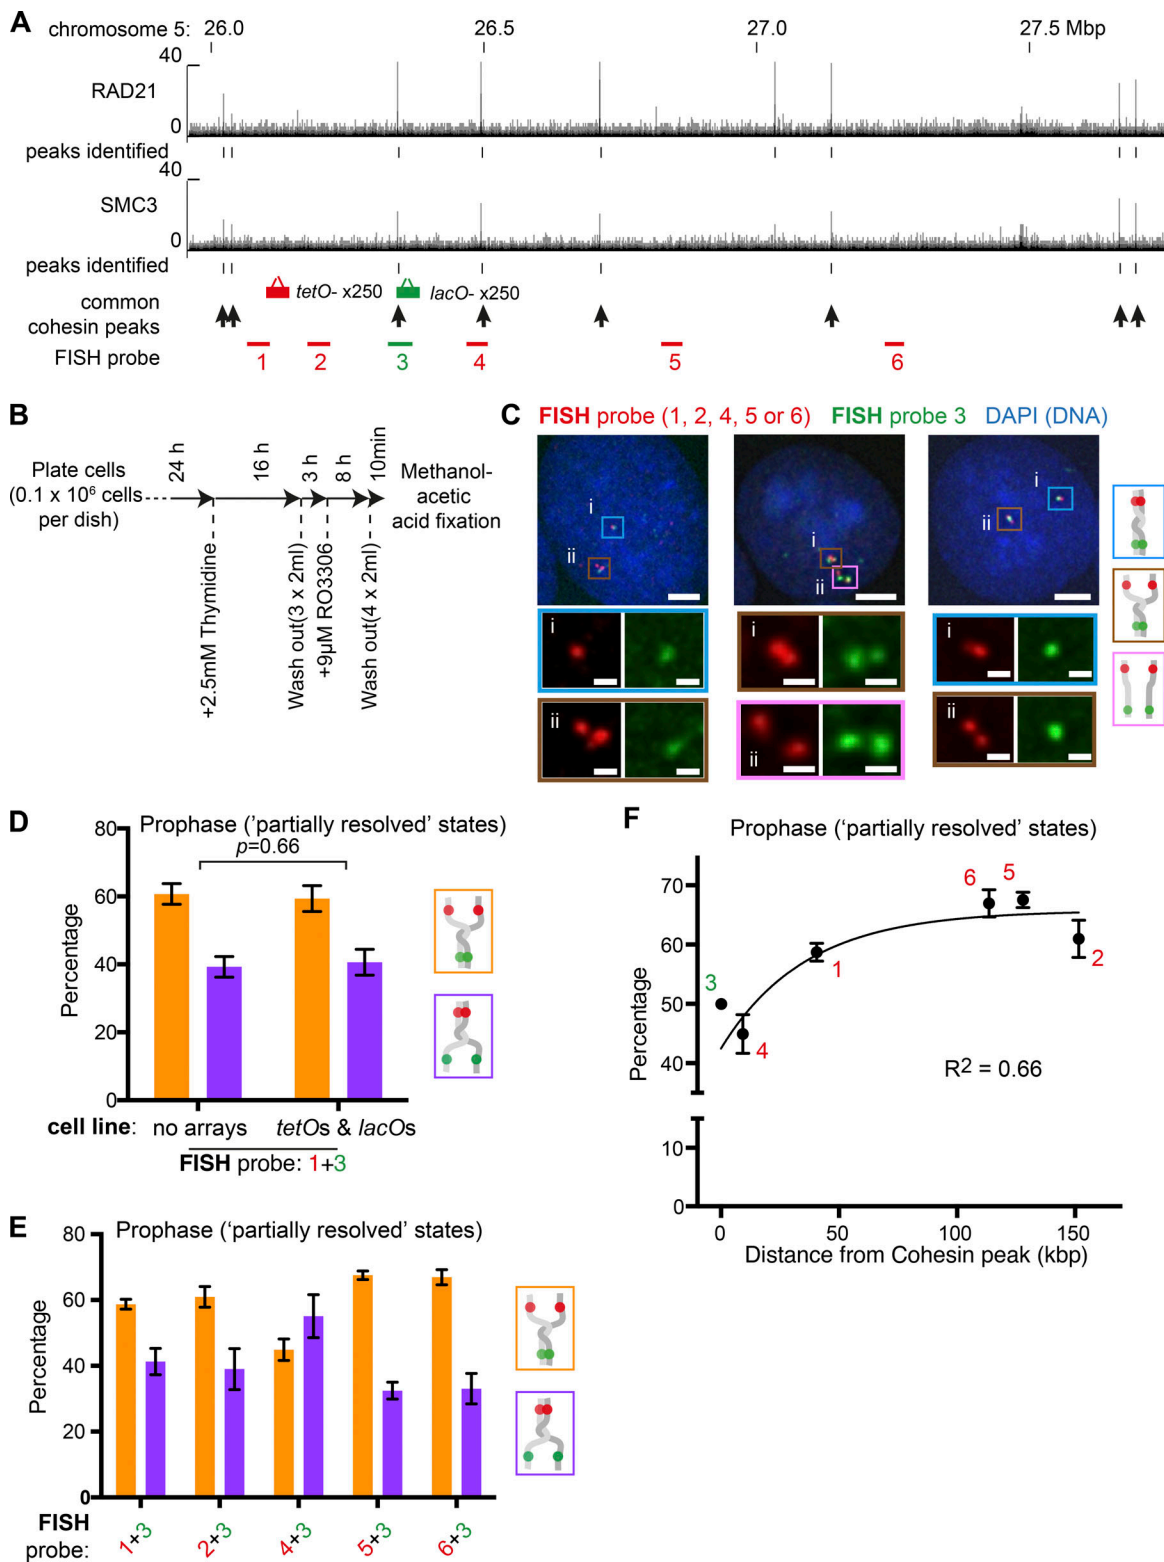 A
chromosome 5: 26.0 26.5 27.0 27.5 Mbp
40
RAD21
0
peaks identified
40
SMC3
0
peaks identified
tetO- x250 lacO- x250
common
cohesin peaks
FISH probe 1 2 3 4 5 6
B
24 h 16 h 3 h 8 h 10min
Plate cells
(0.1 x 10⁶ cells
per dish)
Methanol-
acetic
acid fixation
+2.5mM Thymidine
Wash out(3 x 2ml)
+9µM RO3306
Wash out(4 x 2ml)
C FISH probe (1, 2, 4, 5 or 6) FISH probe 3 DAPI (DNA)
i
ii
i
ii
i
ii
i
i
i
ii
ii
ii
D
Prophase ('partially resolved' states)
p=0.66
Percentage
80
60
40
20
0
cell line: no arrays tetOs & lacOs
FISH probe: 1+3
E
Prophase ('partially resolved' states)
Percentage
80
60
40
20
0
FISH
probe: 1+3 2+3 4+3 5+3 6+3
F
Prophase ('partially resolved' states)
Percentage
70
60
50
40
10
0
3
4
1
6
5
2
R² = 0.66
0 50 100 150
Distance from Cohesin peak (kbp)